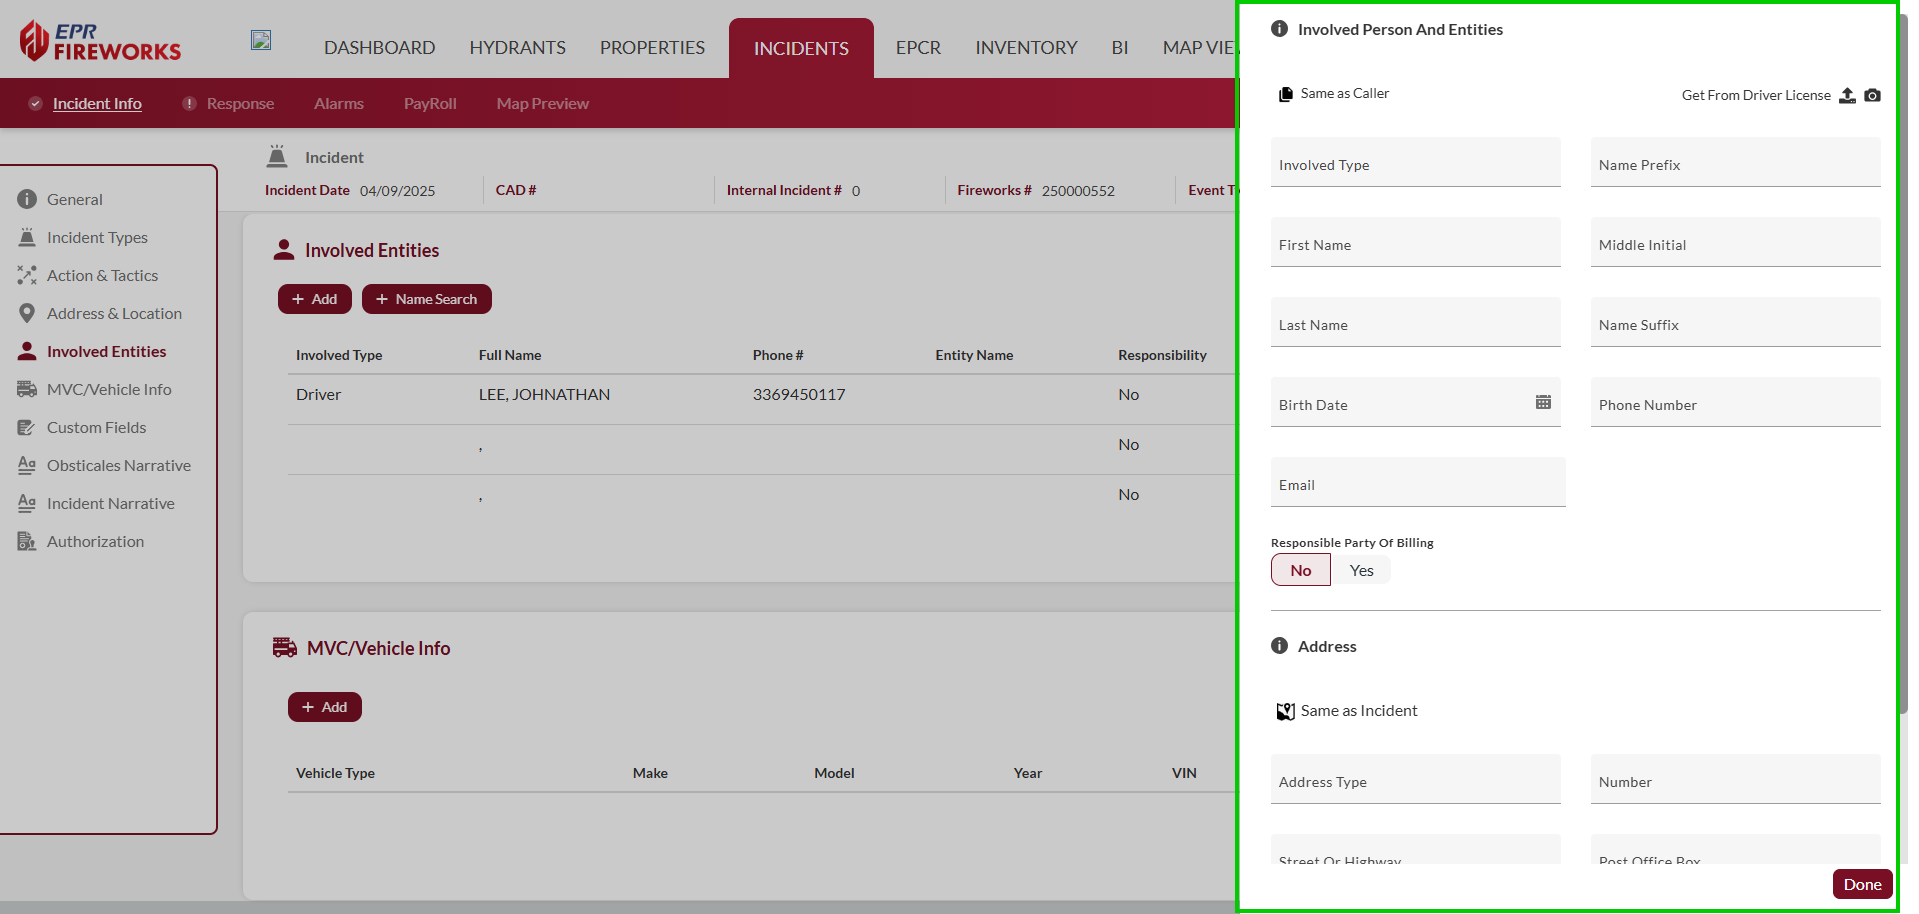 EPR
FIREWORKS
DASHBOARD
HYDRANTS
PROPERTIES
INCIDENTS
EPCR
INVENTORY
BI
MAP VIE
Incident Info
Response
Alarms
PayRoll
Map Preview
General
Incident Types
Action & Tactics
Address & Location
Involved Entities
MVC/Vehicle Info
Custom Fields
Obsticales Narrative
Incident Narrative
Authorization
Incident
Incident Date 04/09/2025
CAD #
Internal Incident # 0
Fireworks # 250000552
Event T
Involved Entities
+ Add
+ Name Search
Involved Type Full Name Phone # Entity Name Responsibility
Driver LEE, JOHNATHAN 3369450117 No
, No
, No
MVC/Vehicle Info
+ Add
Vehicle Type Make Model Year VIN
Involved Person And Entities
Same as Caller
Get From Driver License
Involved Type
Name Prefix
First Name
Middle Initial
Last Name
Name Suffix
Birth Date
Phone Number
Email
Responsible Party Of Billing
No Yes
Address
Same as Incident
Address Type
Number
Street Or Highway
Post Office Box
Done